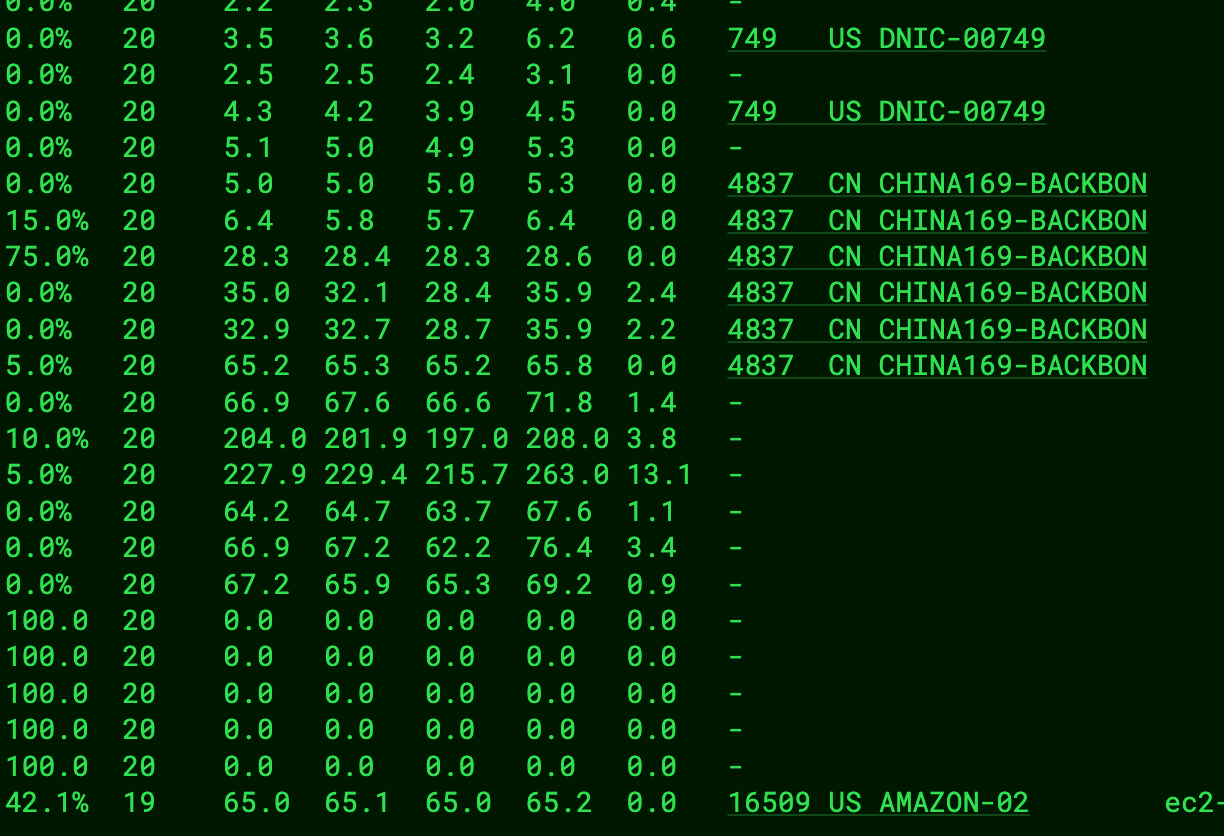 0.0% 20 2.2 2.3 2.0 4.0 0.4 -
0.0% 20 3.5 3.6 3.2 6.2 0.6 749 US DNIC-00749
0.0% 20 2.5 2.5 2.4 3.1 0.0 -
0.0% 20 4.3 4.2 3.9 4.5 0.0 749 US DNIC-00749
0.0% 20 5.1 5.0 4.9 5.3 0.0 -
0.0% 20 5.0 5.0 5.0 5.3 0.0 4837 CN CHINA169-BACKBON
15.0% 20 6.4 5.8 5.7 6.4 0.0 4837 CN CHINA169-BACKBON
75.0% 20 28.3 28.4 28.3 28.6 0.0 4837 CN CHINA169-BACKBON
0.0% 20 35.0 32.1 28.4 35.9 2.4 4837 CN CHINA169-BACKBON
0.0% 20 32.9 32.7 28.7 35.9 2.2 4837 CN CHINA169-BACKBON
5.0% 20 65.2 65.3 65.2 65.8 0.0 4837 CN CHINA169-BACKBON
0.0% 20 66.9 67.6 66.6 71.8 1.4 -
10.0% 20 204.0 201.9 197.0 208.0 3.8 -
5.0% 20 227.9 229.4 215.7 263.0 13.1 -
0.0% 20 64.2 64.7 63.7 67.6 1.1 -
0.0% 20 66.9 67.2 62.2 76.4 3.4 -
0.0% 20 67.2 65.9 65.3 69.2 0.9 -
100.0 20 0.0 0.0 0.0 0.0 0.0 -
100.0 20 0.0 0.0 0.0 0.0 0.0 -
100.0 20 0.0 0.0 0.0 0.0 0.0 -
100.0 20 0.0 0.0 0.0 0.0 0.0 -
100.0 20 0.0 0.0 0.0 0.0 0.0 -
42.1% 19 65.0 65.1 65.0 65.2 0.0 16509 US AMAZON-02 ec2-